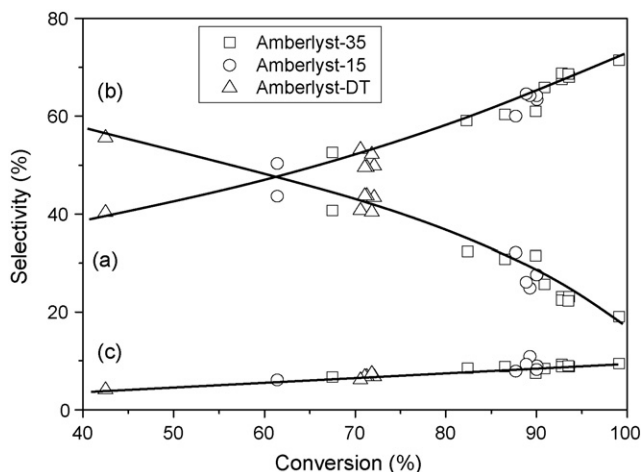 80
60
40
20
0
Selectivity (%)
Amberlyst-35
Amberlyst-15
Amberlyst-DT
(b)
(a)
(c)
40 50 60 70 80 90 100
Conversion (%)